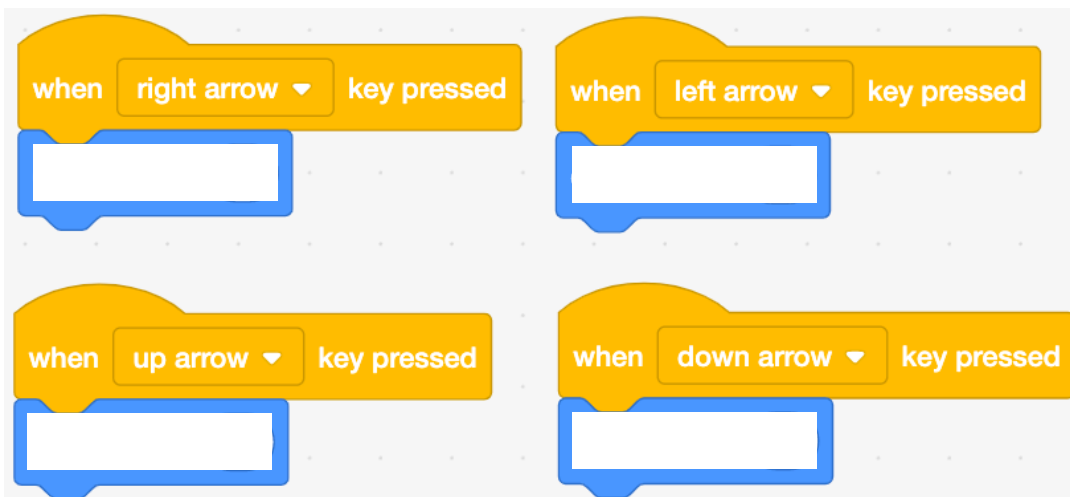 when right arrow key pressed
when left arrow key pressed
when up arrow key pressed
when down arrow key pressed